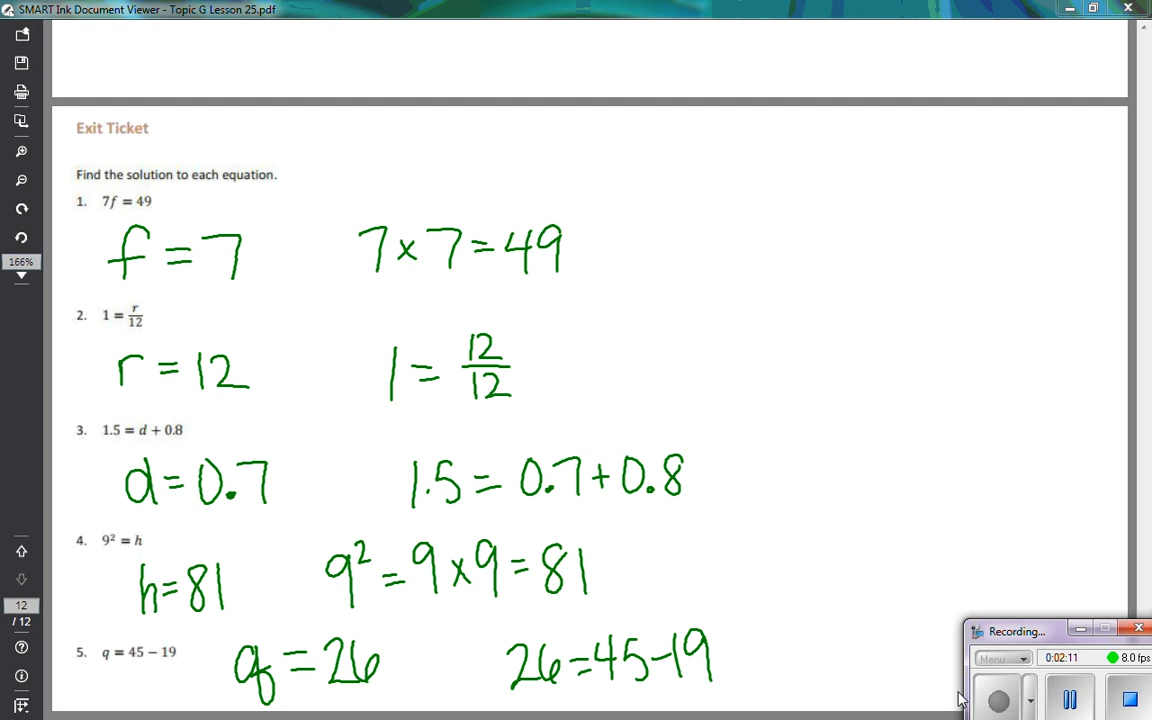 SMART Ink Document Viewer - Topic G Lesson 25.pdf
166%
Exit Ticket
Find the solution to each equation.
1. 7f = 49
f = 7 7 × 7 = 49
2. 1 = r/12
r = 12 1 = 12/12
3. 1.5 = d + 0.8
d = 0.7 1.5 = 0.7 + 0.8
4. 9² = h
h = 81 9² = 9 × 9 = 81
5. q = 45 − 19
q = 26 26 = 45 - 19
12
/ 12
Recording...
Menu
0:02:11
8.0 fps